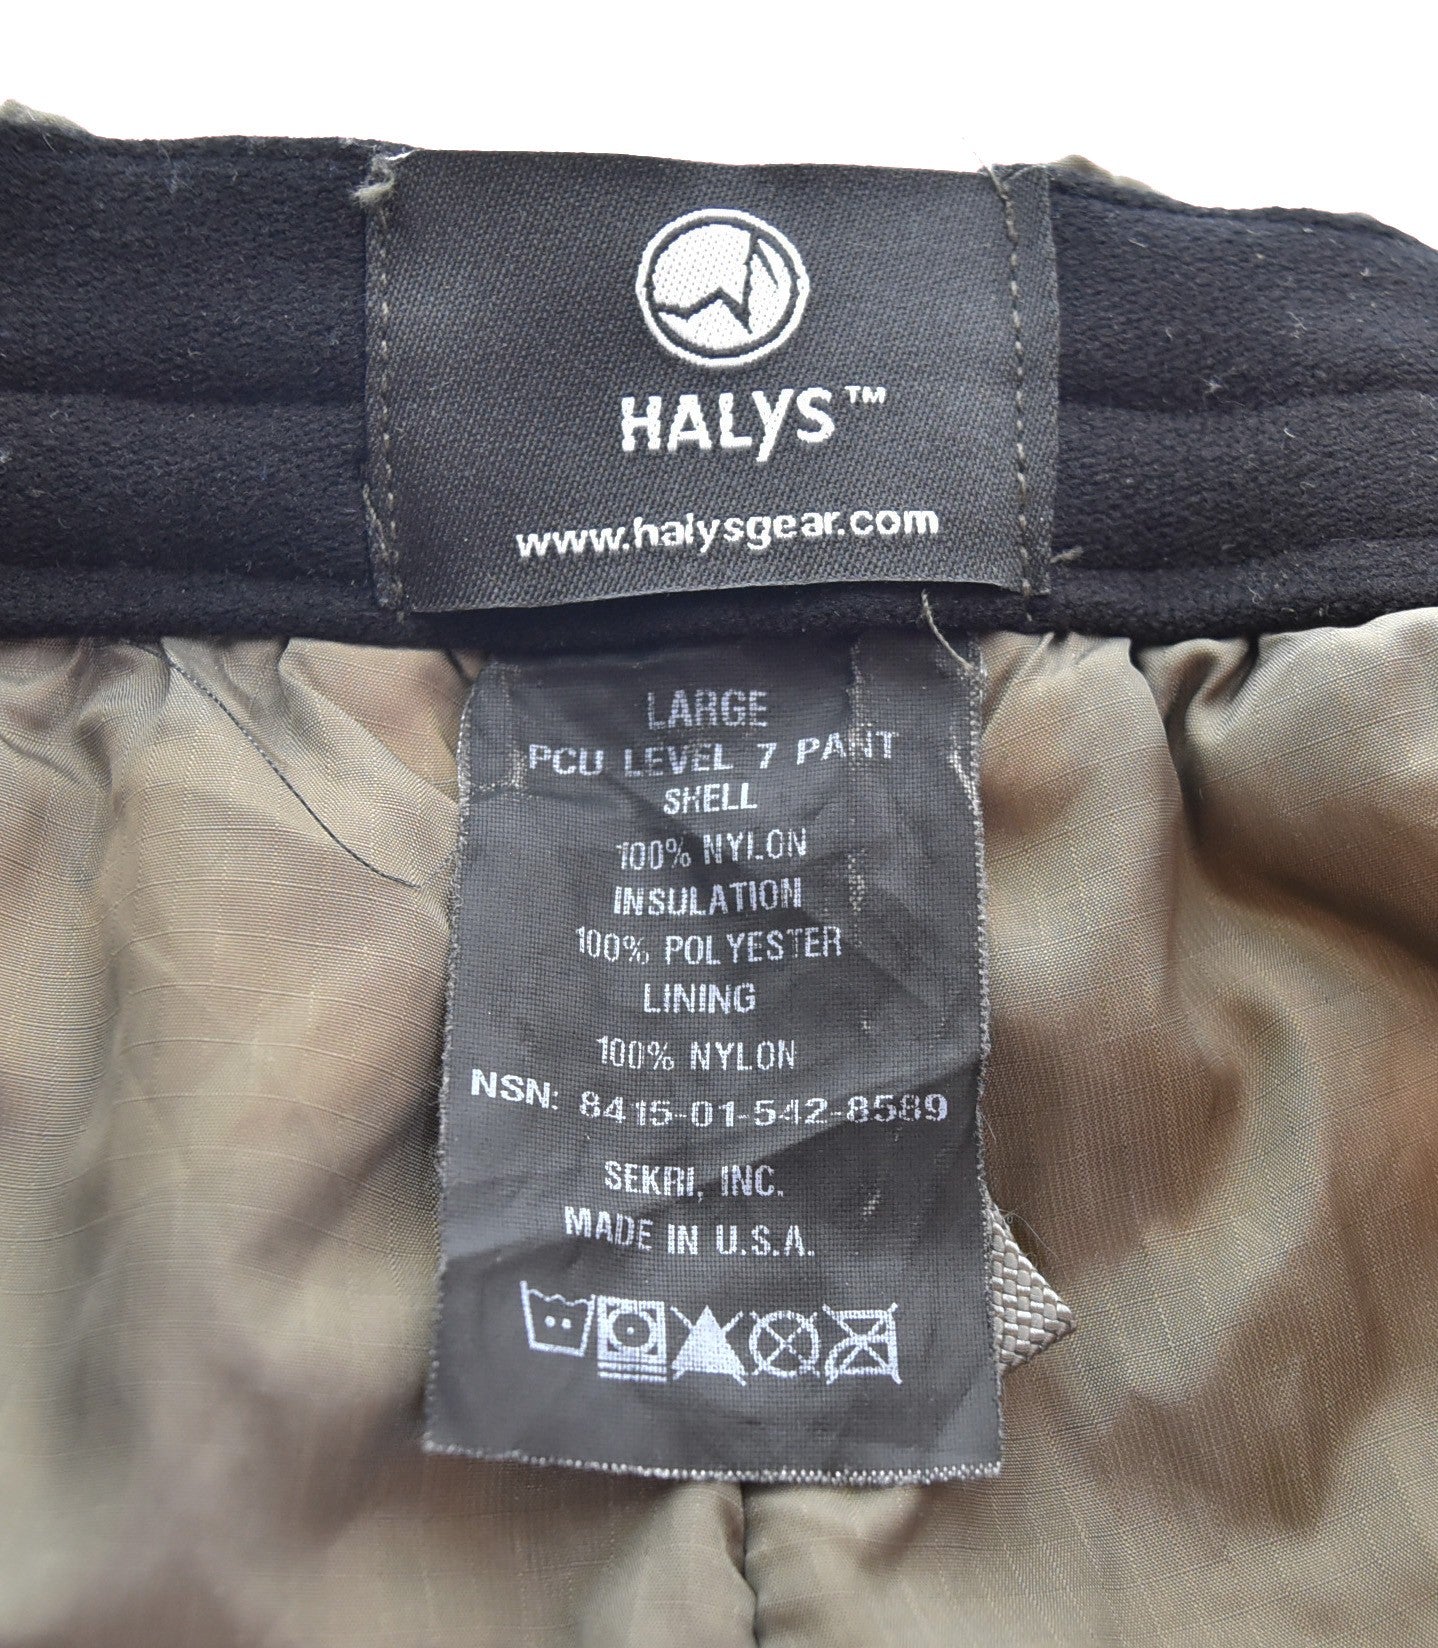 HALYS™
www.halysgear.com
LARGE
PCU LEVEL 7 PANT
SHELL
100% NYLON
INSULATION
100% POLYESTER
LINING
100% NYLON
NSN: 8415-01-542-8589
SEKRI, INC.
MADE IN U.S.A.